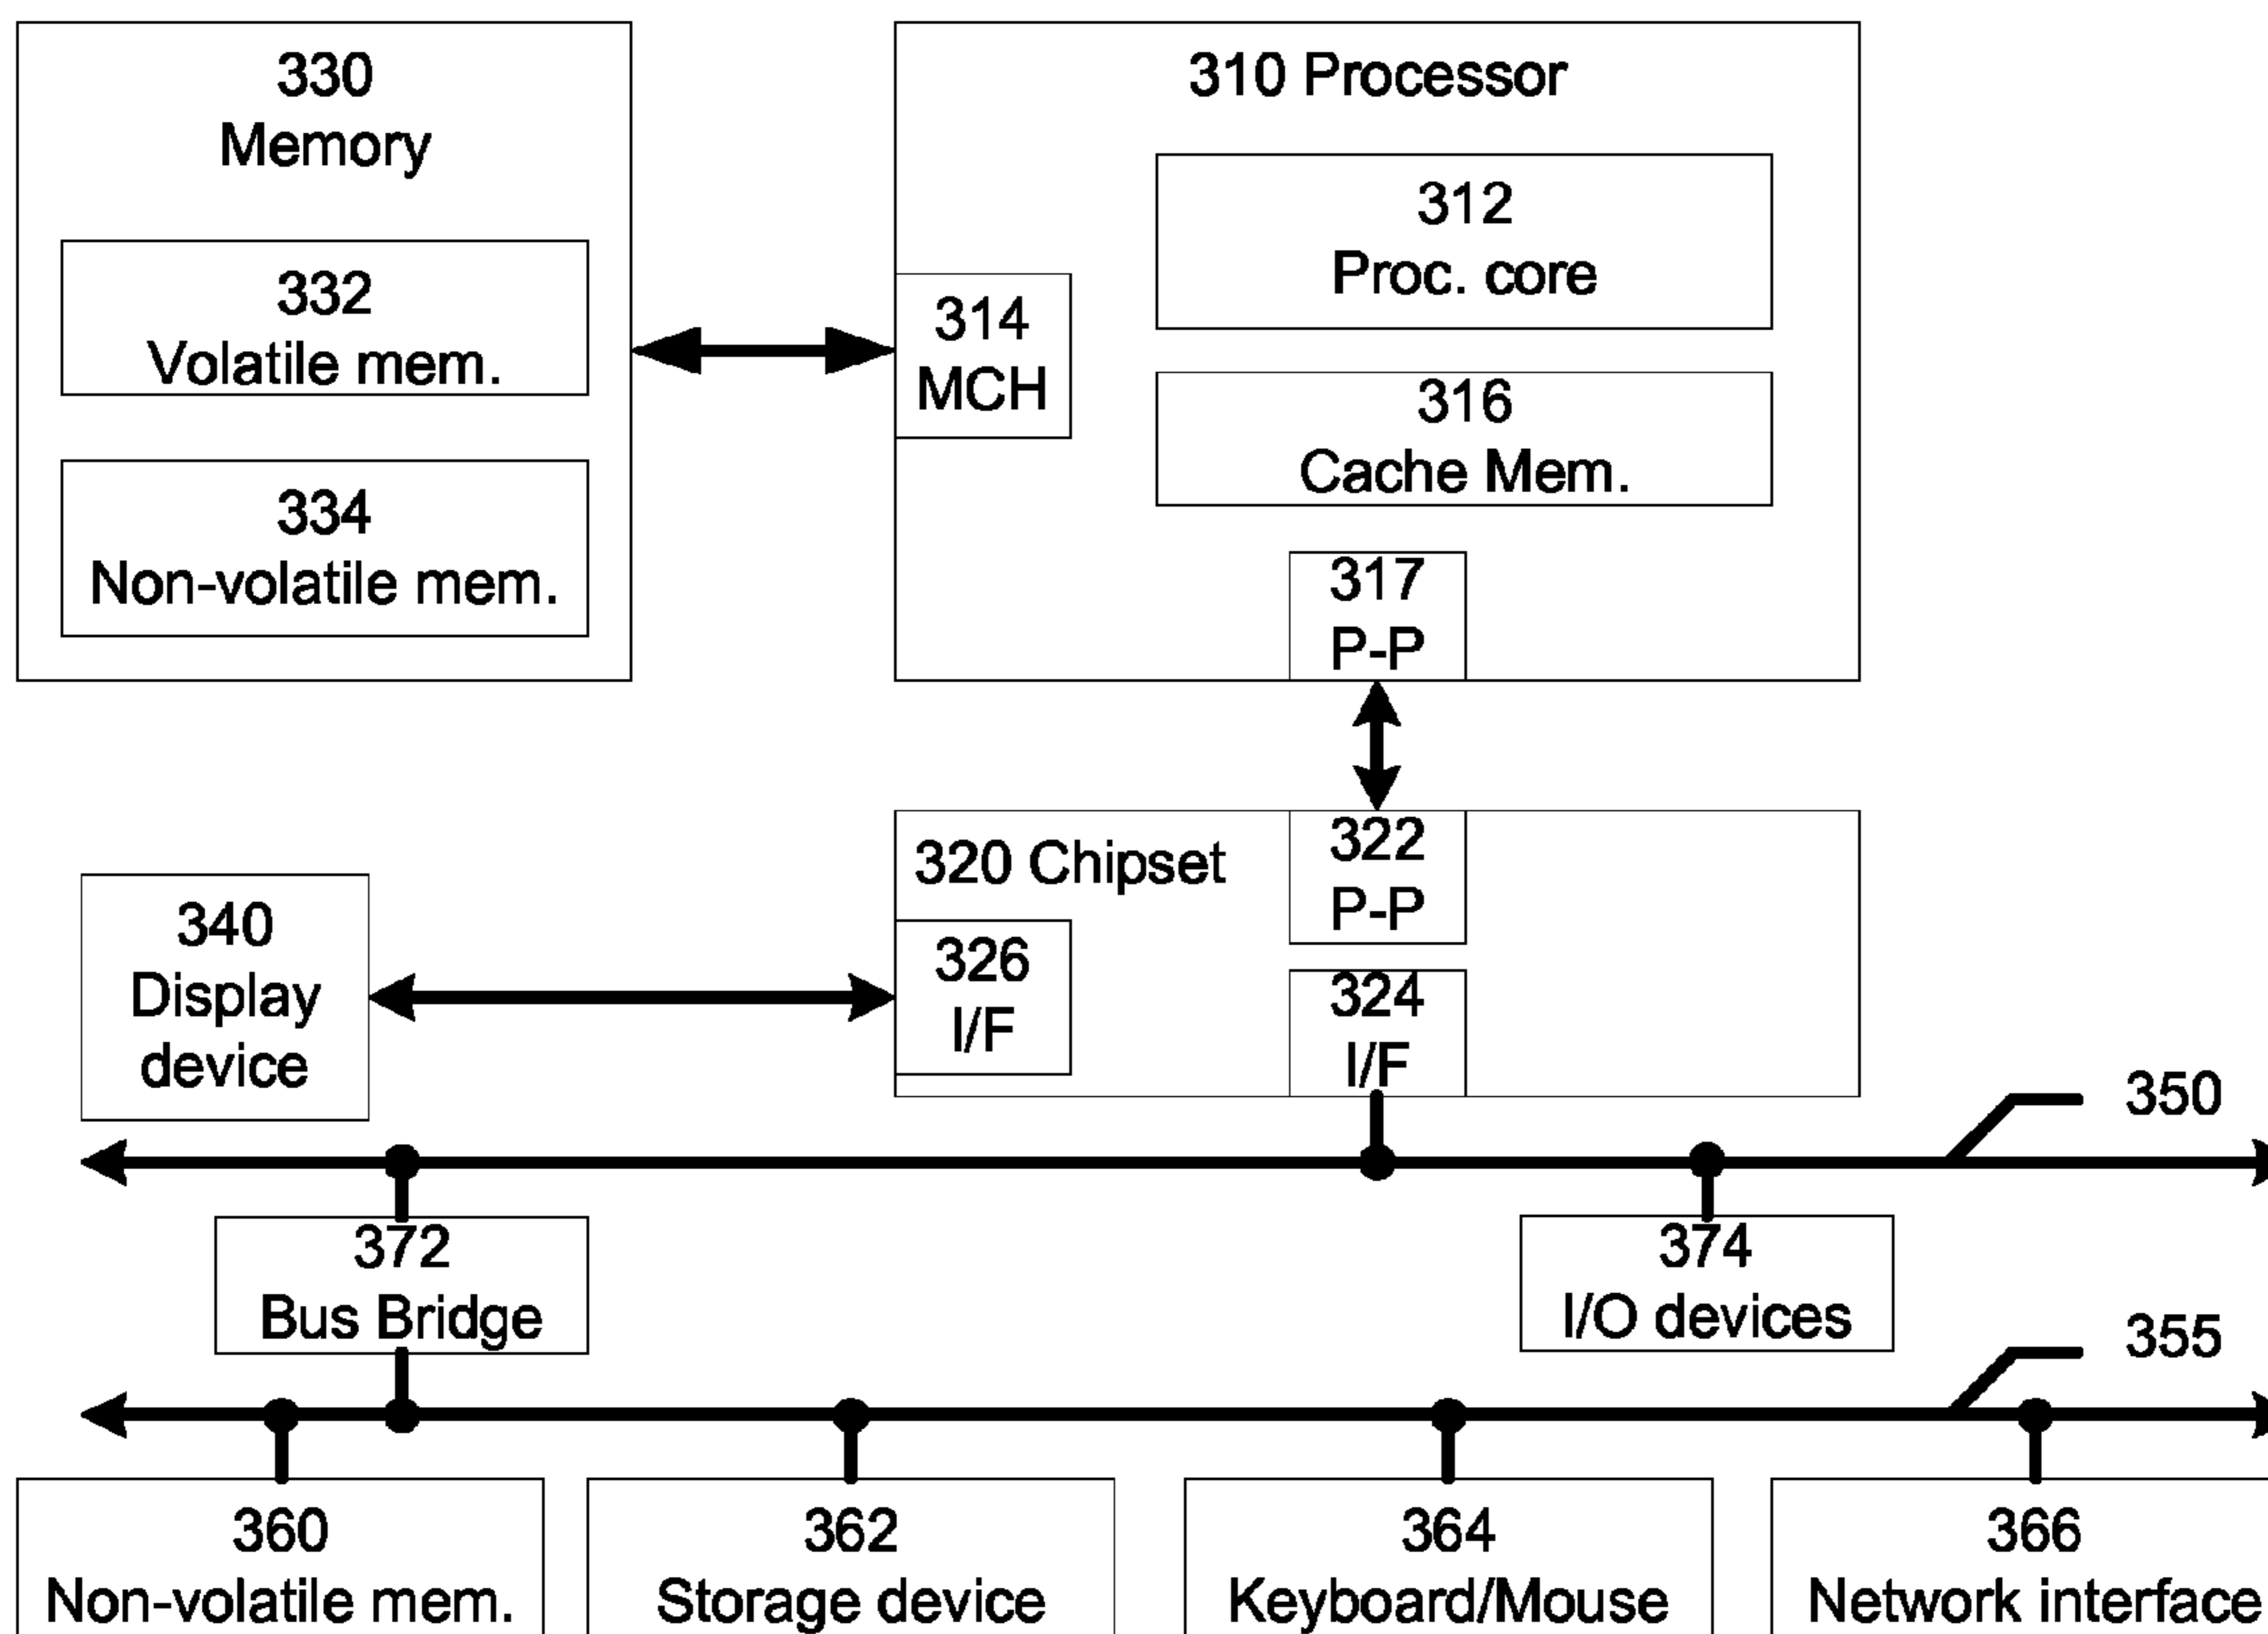 330
Memory
332
Volatile mem.
334
Non-volatile mem.
310 Processor
312
Proc. core
314
MCH
316
Cache Mem.
317
P-P
320 Chipset
322
P-P
326
I/F
324
I/F
340
Display
device
350
372
Bus Bridge
374
I/O devices
355
360
Non-volatile mem.
362
Storage device
364
Keyboard/Mouse
366
Network interface